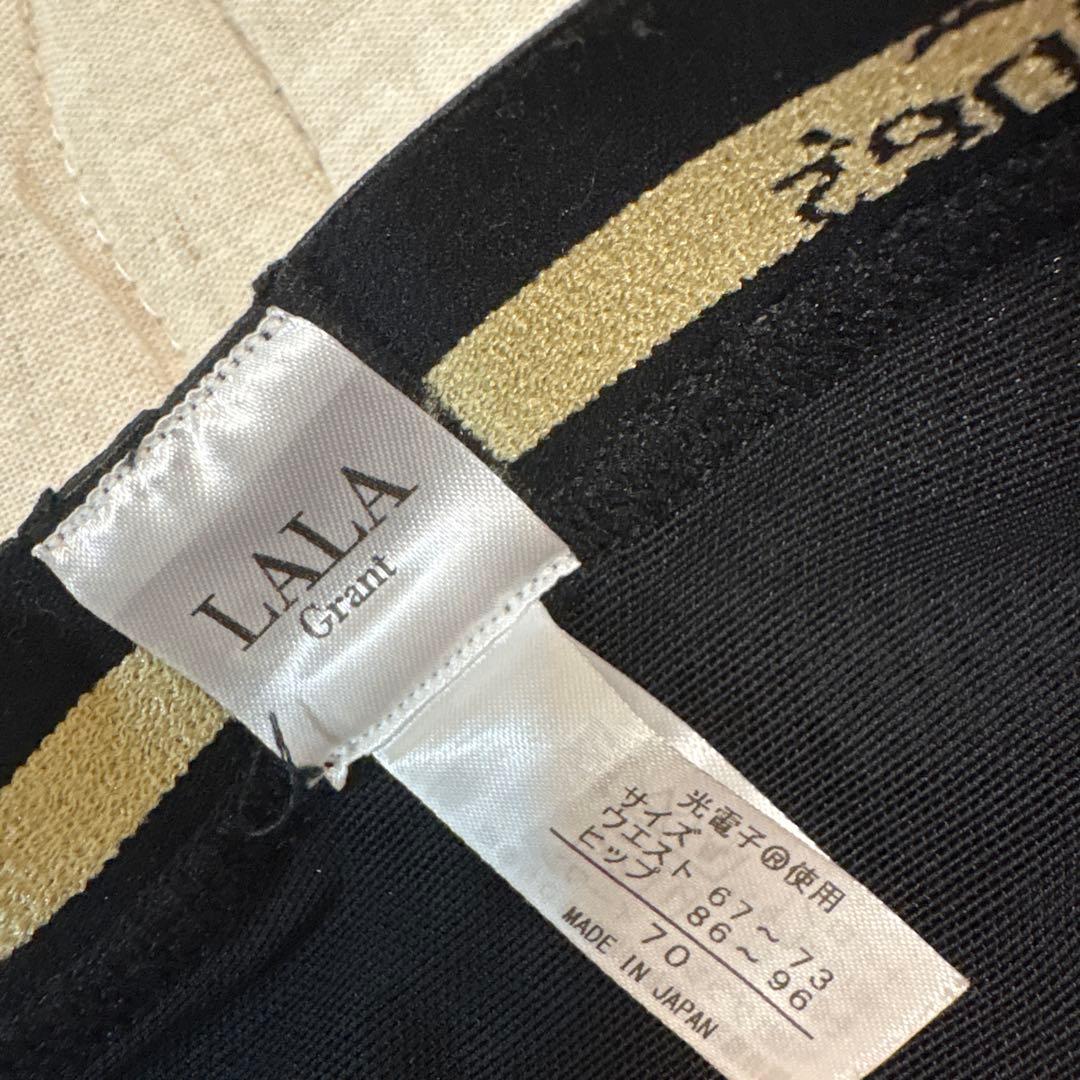 LALA
Grant
光電子®使用
サイズ
ウエスト 67～73
ヒップ 86～96
70
MADE IN JAPAN